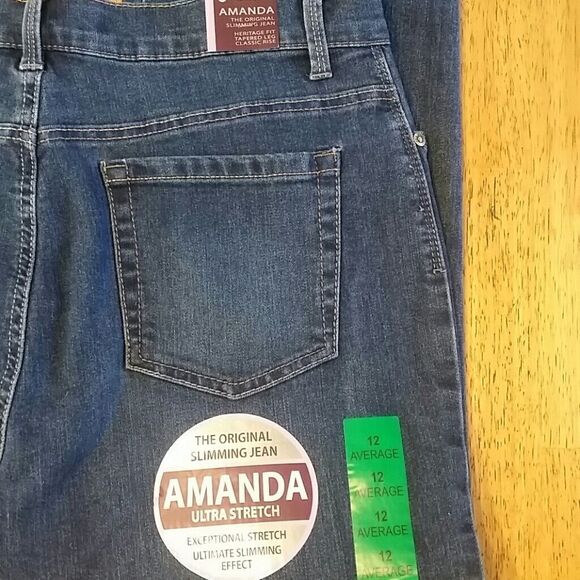 AMANDA
THE ORIGINAL
SLIMMING JEAN
HERITAGE FIT
TAPERED LEG
CLASSIC RISE
THE ORIGINAL
SLIMMING JEAN
AMANDA
ULTRA STRETCH
EXCEPTIONAL STRETCH
ULTIMATE SLIMMING
EFFECT
12
AVERAGE
12
AVERAGE
12
AVERAGE
12
AVERAGE